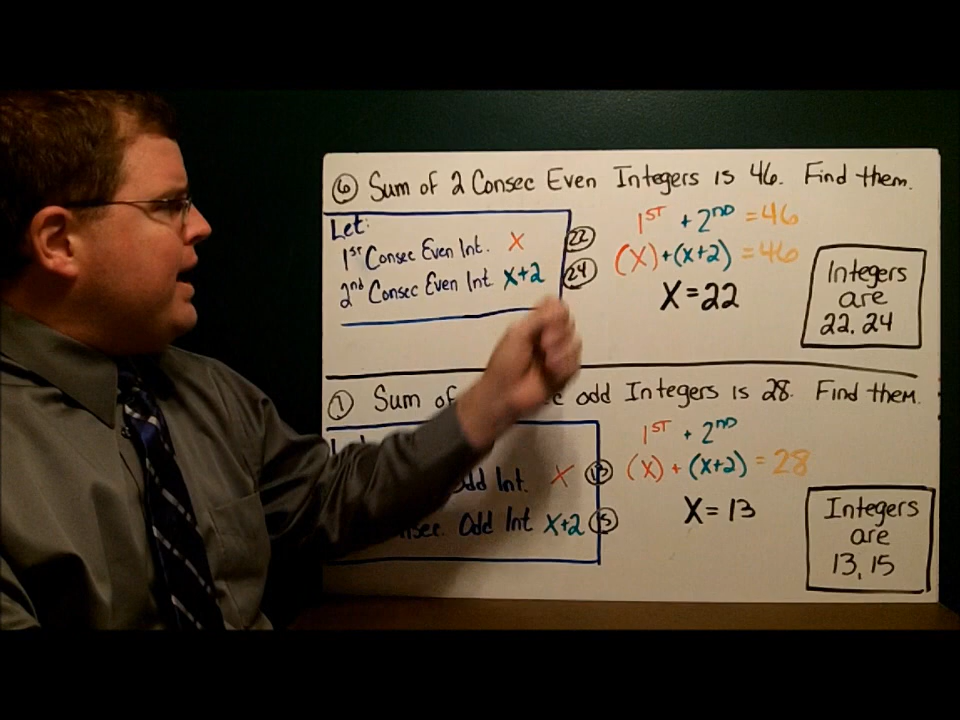 ⑥ Sum of 2 Consec Even Integers is 46. Find them.
Let:
1ST Consec Even Int. X
2nd Consec Even Int X+2
22
24
1ST + 2ND = 46
(X) + (X+2) = 46
X = 22
Integers
are
22, 24
① Sum of odd Integers is 28. Find them.
Odd Int. X
Odd Int X+2
15
1ST + 2ND
(X) + (X+2) = 28
X = 13
Integers
are
13, 15